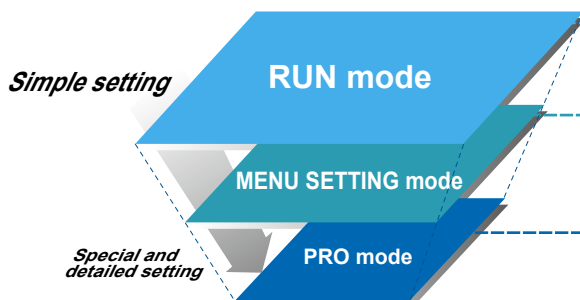 RUN mode
Simple setting
MENU SETTING mode
Special and
detailed setting
PRO mode